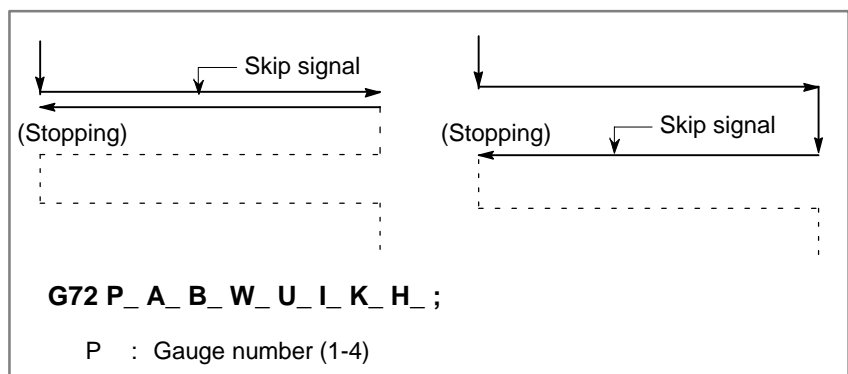 Skip signal
(Stopping)
Skip signal
(Stopping)
G72 P_ A_ B_ W_ U_ I_ K_ H_ ;
P : Gauge number (1-4)